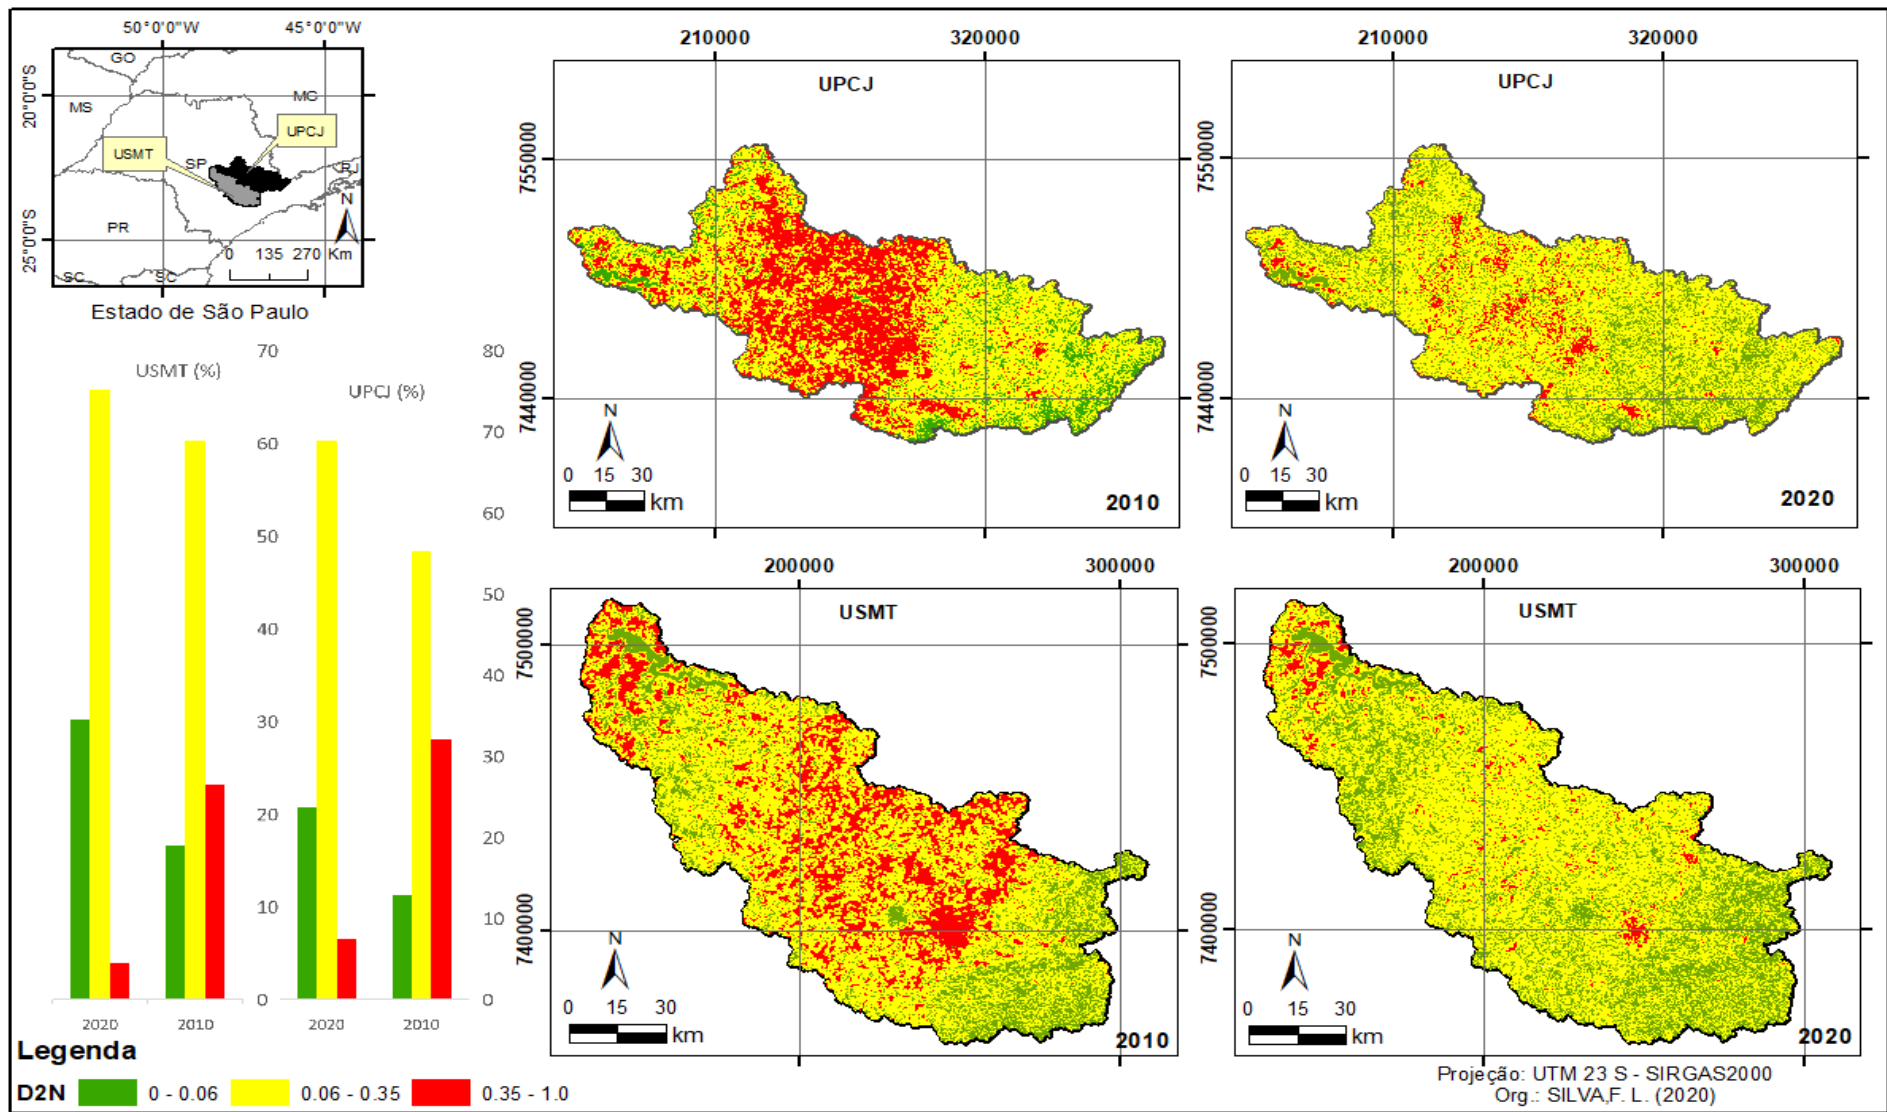 50°0'0"W
45°0'0"W
20°0'0"S
25°0'0"S
GO
MS
MG
UPCJ
USMT
SP
RJ
N
PR
0 135 270 Km
SC
SC
Estado de São Paulo
USMT (%)
70
60
50
40
30
20
10
0
2020
2010
UPCJ (%)
80
70
60
50
40
30
20
10
0
2020
2010
Legenda
D2N
0 - 0.06
0.06 - 0.35
0.35 - 1.0
210000
320000
UPCJ
7550000
7440000
N
0 15 30
km
2010
210000
320000
UPCJ
7550000
7440000
N
0 15 30
km
2020
200000
300000
USMT
7500000
7400000
N
0 15 30
km
2010
200000
300000
USMT
7500000
7400000
N
0 15 30
km
2020
Projeção: UTM 23 S - SIRGAS2000
Org.: SILVA,F. L. (2020)